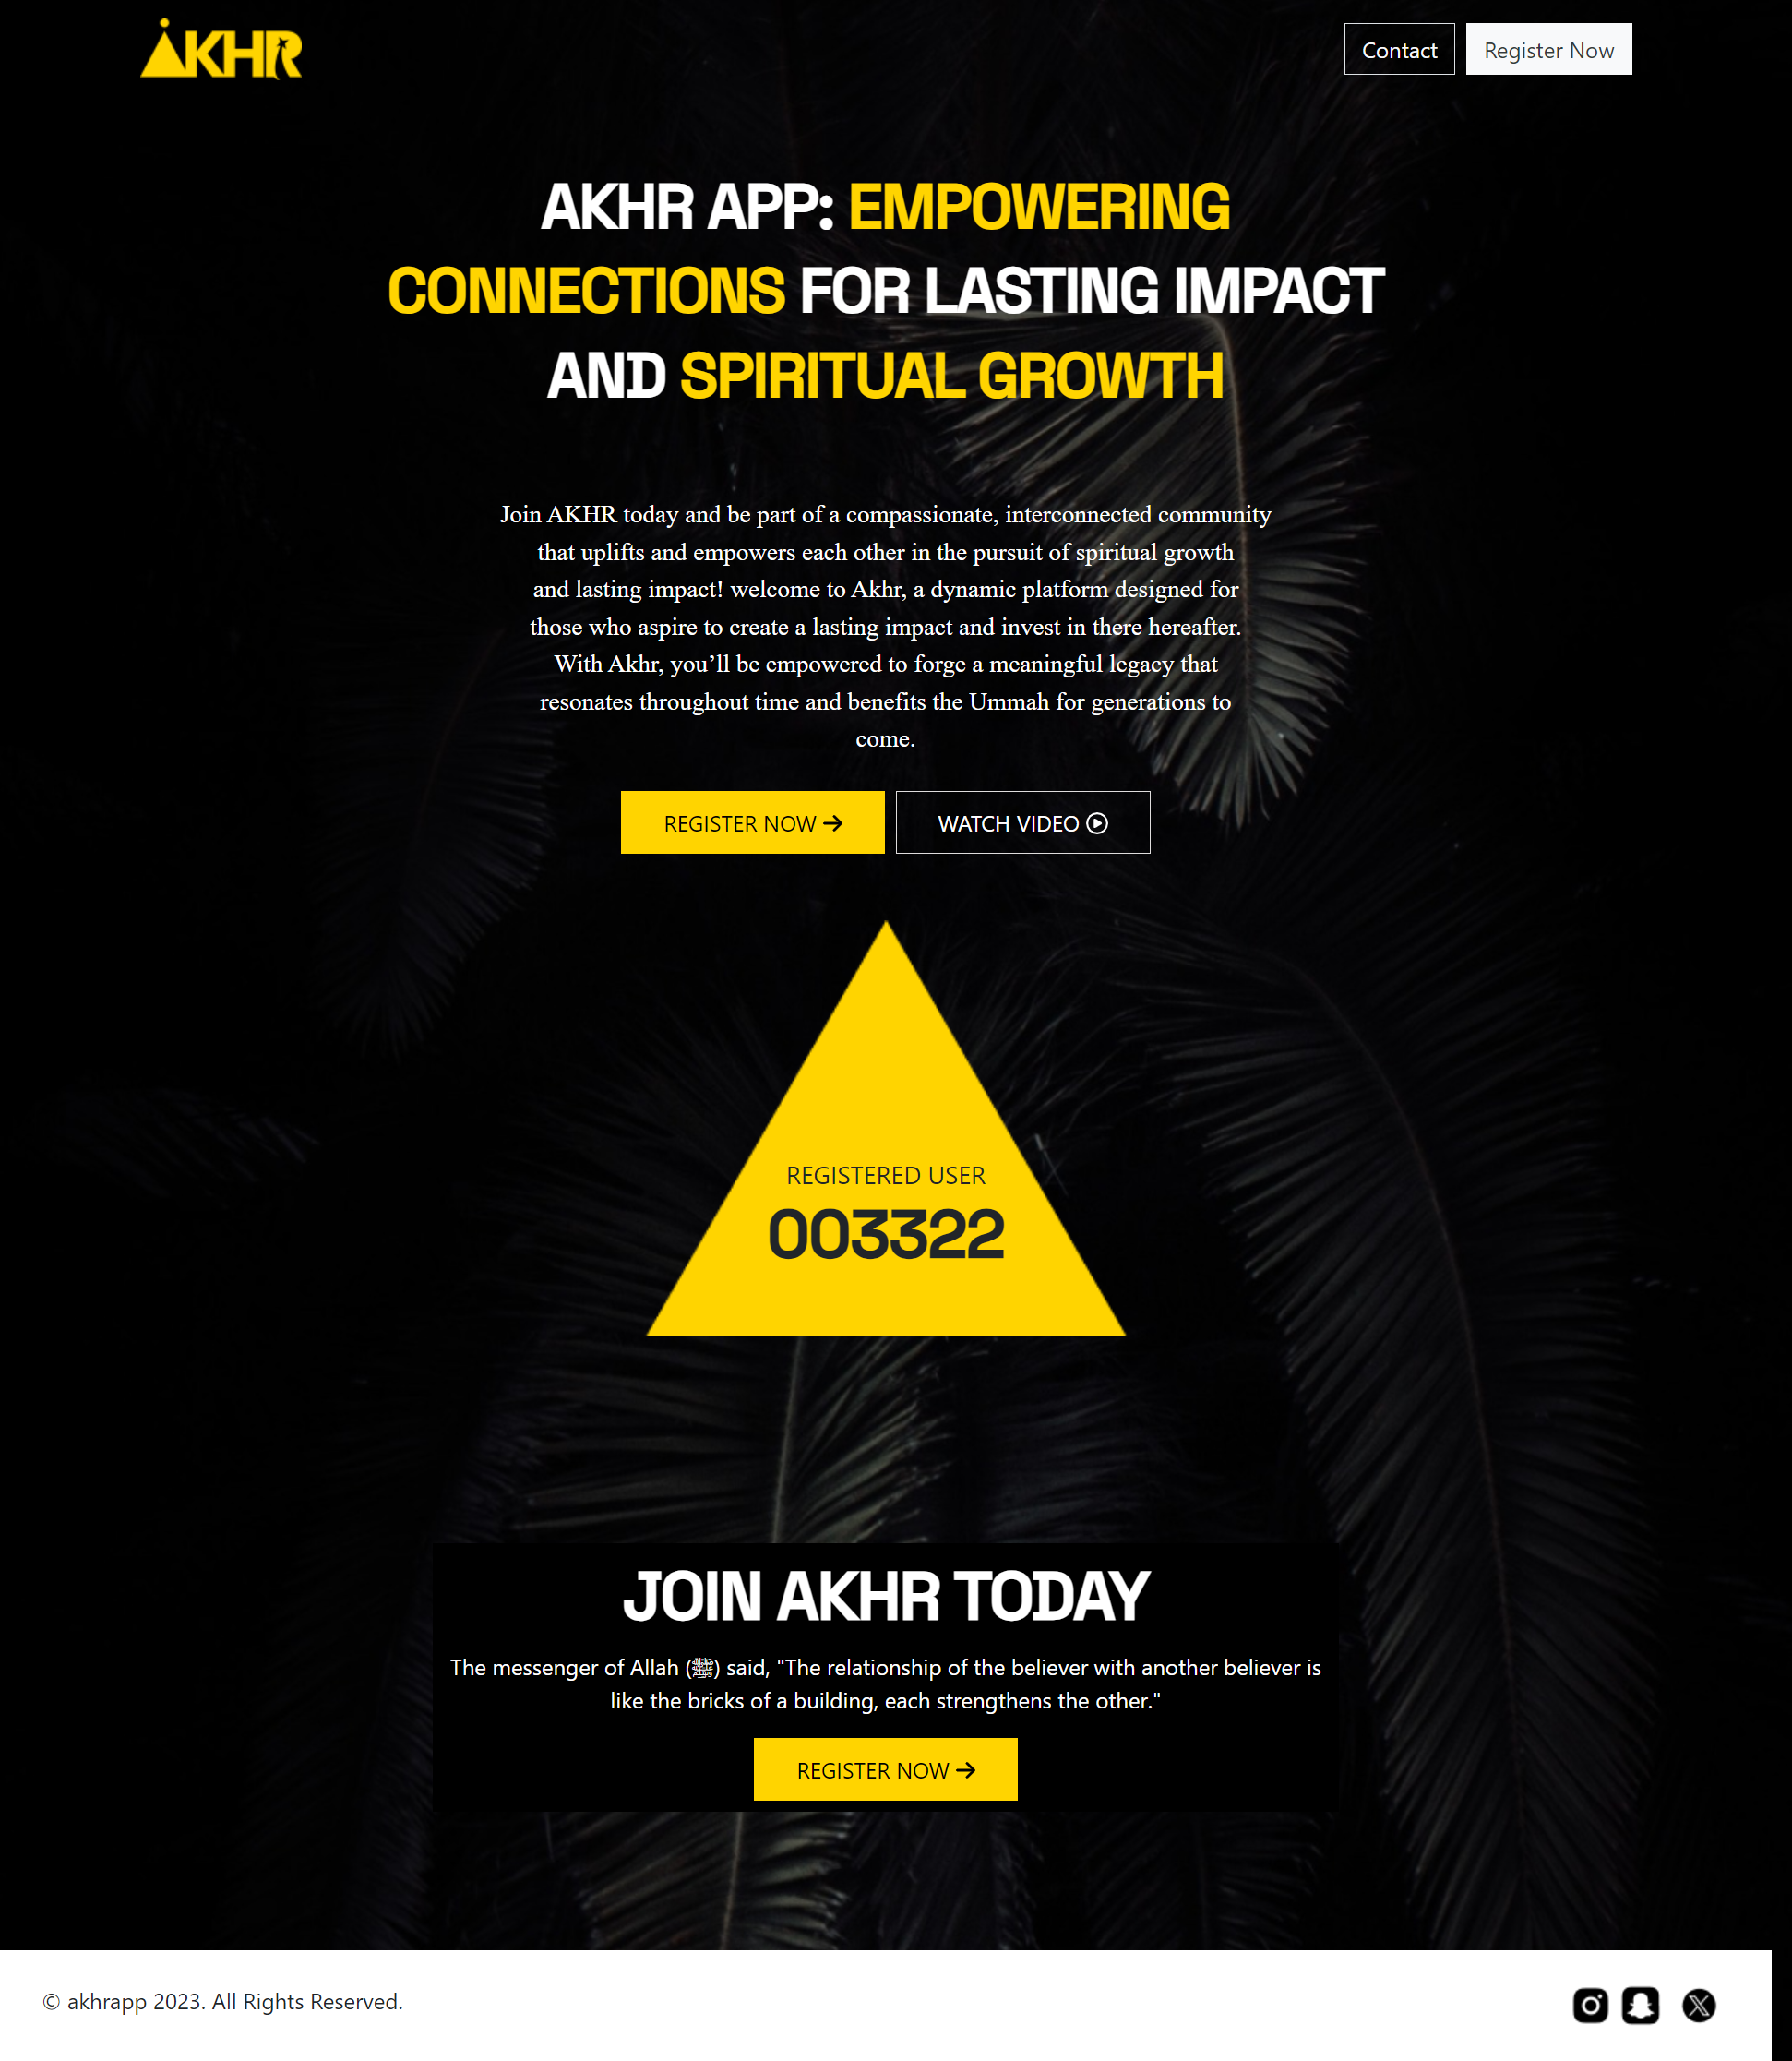 AKHR
Contact
Register Now
AKHR APP: EMPOWERING
CONNECTIONS FOR LASTING IMPACT
AND SPIRITUAL GROWTH
Join AKHR today and be part of a compassionate, interconnected community
that uplifts and empowers each other in the pursuit of spiritual growth
and lasting impact! welcome to Akhr, a dynamic platform designed for
those who aspire to create a lasting impact and invest in there hereafter.
With Akhr, you’ll be empowered to forge a meaningful legacy that
resonates throughout time and benefits the Ummah for generations to
come.
REGISTER NOW
WATCH VIDEO
REGISTERED USER
003322
JOIN AKHR TODAY
The messenger of Allah (ﷺ) said, "The relationship of the believer with another believer is
like the bricks of a building, each strengthens the other."
REGISTER NOW
© akhrapp 2023. All Rights Reserved.